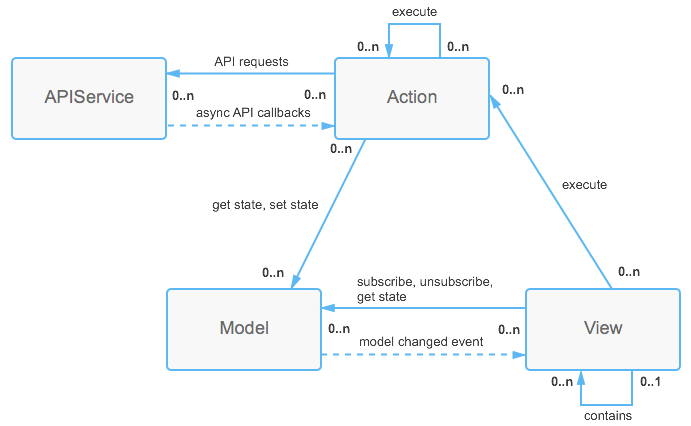 execute
0..n
0..n
API requests
APIService
Action
0..n
0..n
0..n
async API callbacks
0..n
execute
get state, set state
0..n
0..n
subscribe, unsubscribe,
get state
Model
View
0..n
0..n
model changed event
0..n
0..1
contains